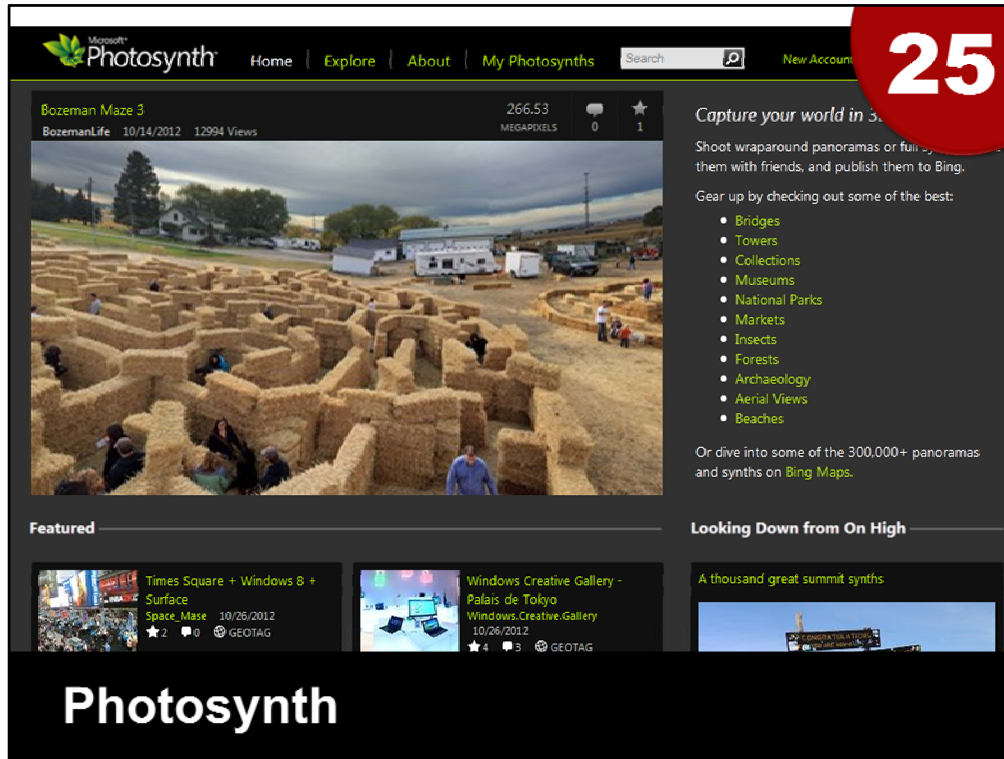 Microsoft®
Photosynth™
Home
Explore
About
My Photosynths
Search
New Account
25
Bozeman Maze 3
BozemanLife 10/14/2012 12994 Views
266.53
MEGAPIXELS
0
1
Capture your world in
Shoot wraparound panoramas or full
them with friends, and publish them to Bing.
Gear up by checking out some of the best:
Bridges
Towers
Collections
Museums
National Parks
Markets
Insects
Forests
Archaeology
Aerial Views
Beaches
Or dive into some of the 300,000+ panoramas
and synths on Bing Maps.
Featured
Times Square + Windows 8 +
Surface
Space_Mase 10/26/2012
2 0 GEOTAG
Windows Creative Gallery -
Palais de Tokyo
Windows.Creative.Gallery
10/26/2012
4 3 GEOTAG
Looking Down from On High
A thousand great summit synths
CONGRATULATIONS
Photosynth